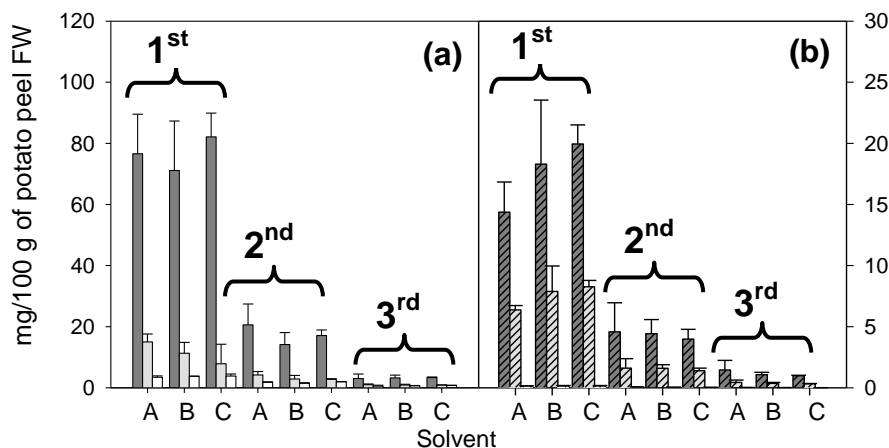 mg/100 g of potato peel FW
120
100
80
60
40
20
0
(a)
1st
2nd
3rd
A B C A B C A B C
(b)
1st
2nd
3rd
30
25
20
15
10
5
0
A B C A B C A B C
Solvent